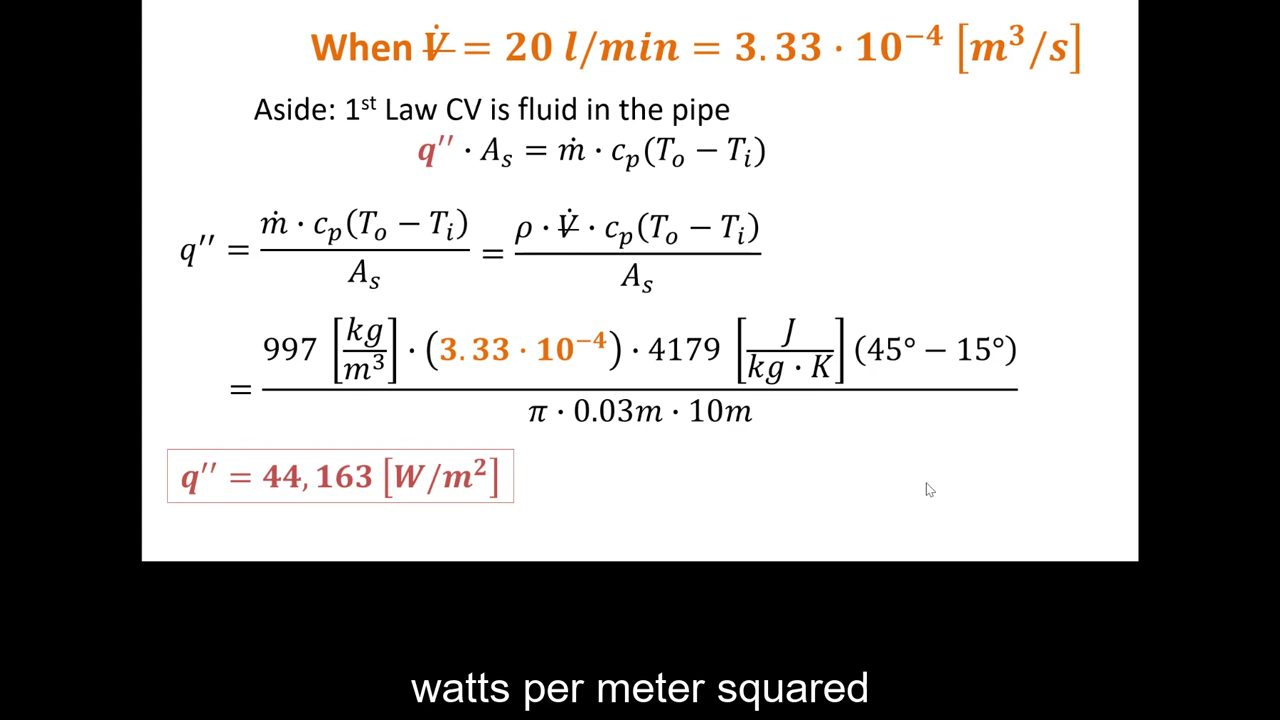 When V̶̇ = 20 l/min = 3.33 · 10⁻⁴ [m³/s]
Aside: 1st Law CV is fluid in the pipe
q′′ · Aₛ = ṁ · cₚ(Tₒ − Tᵢ)
q′′ = ṁ · cₚ(Tₒ − Tᵢ) / Aₛ = ρ · V̶̇ · cₚ(Tₒ − Tᵢ) / Aₛ
= 997 [kg/m³] · (3.33 · 10⁻⁴) · 4179 [J/kg · K] (45° − 15°) / π · 0.03m · 10m
q′′ = 44,163 [W/m²]
watts per meter squared